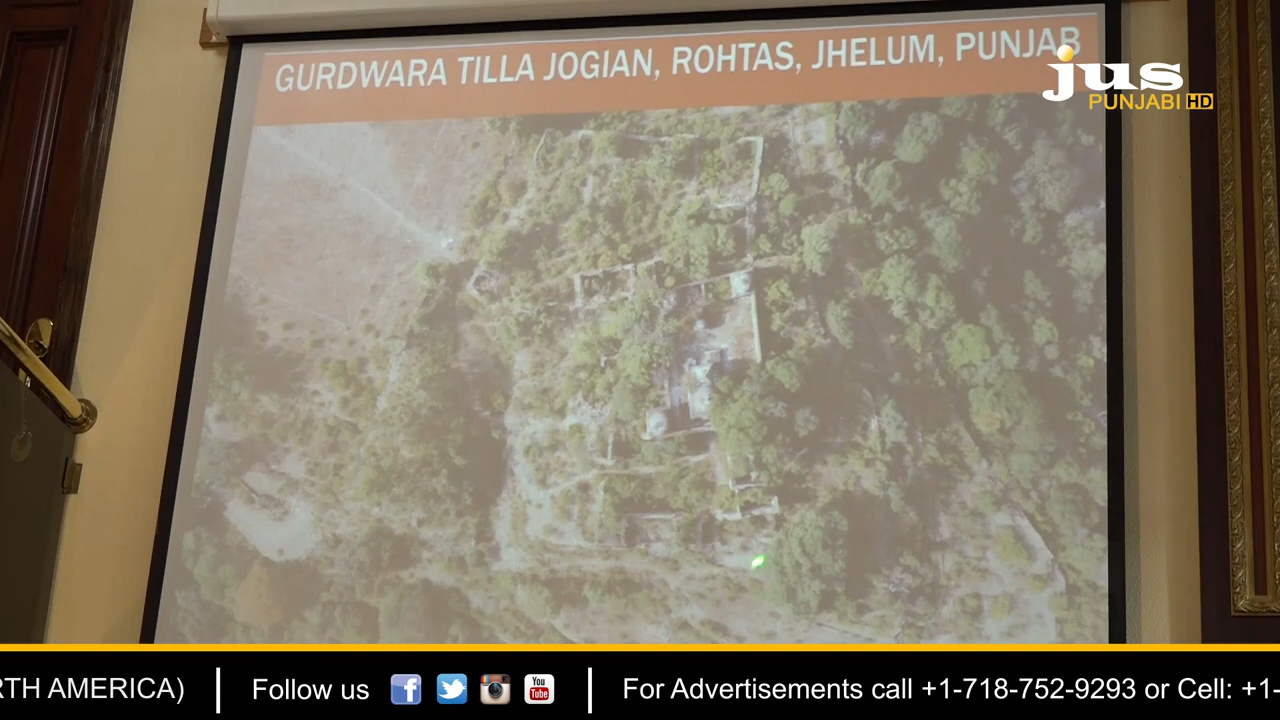 GURDWARA TILLA JOGIAN, ROHTAS, JHELUM, PUNJAB
jus
PUNJABI HD
RTH AMERICA)
Follow us
You
Tube
For Advertisements call +1-718-752-9293 or Cell: +1-